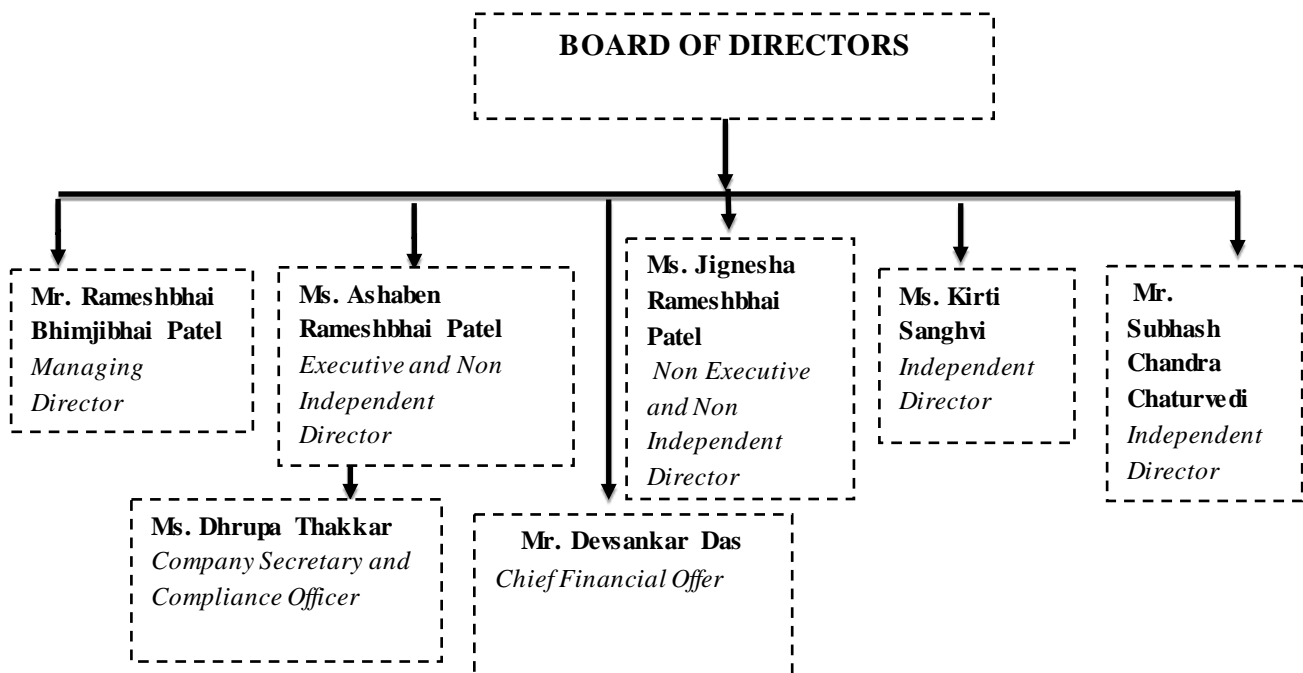 BOARD OF DIRECTORS
Mr. Rameshbhai
Bhimjibhai Patel
Managing
Director
Ms. Ashaben
Rameshbhai Patel
Executive and Non
Independent
Director
Ms. Jignesha
Rameshbhai
Patel
Non Executive
and Non
Independent
Director
Ms. Kirti
Sanghvi
Independent
Director
Mr.
Subhash
Chandra
Chaturvedi
Independent
Director
Ms. Dhrupa Thakkar
Company Secretary and
Compliance Officer
Mr. Devsankar Das
Chief Financial Offer